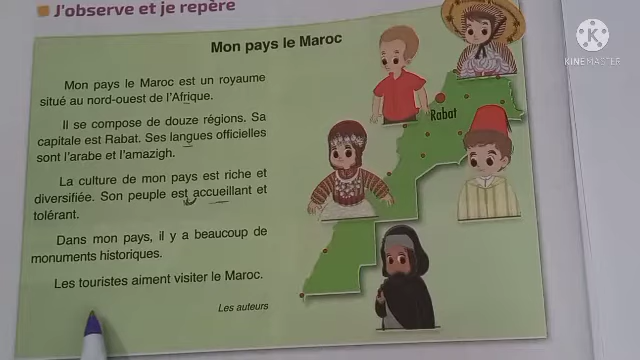 J'observe et je repère
Mon pays le Maroc
Mon pays le Maroc est un royaume
situé au nord-ouest de l'Afrique.
Il se compose de douze régions. Sa
capitale est Rabat. Ses langues officielles
sont l'arabe et l'amazigh.
La culture de mon pays est riche et
diversifiée. Son peuple est accueillant et
tolérant.
Dans mon pays, il y a beaucoup de
monuments historiques.
Les touristes aiment visiter le Maroc.
Les auteurs
Rabat
KINEMASTER